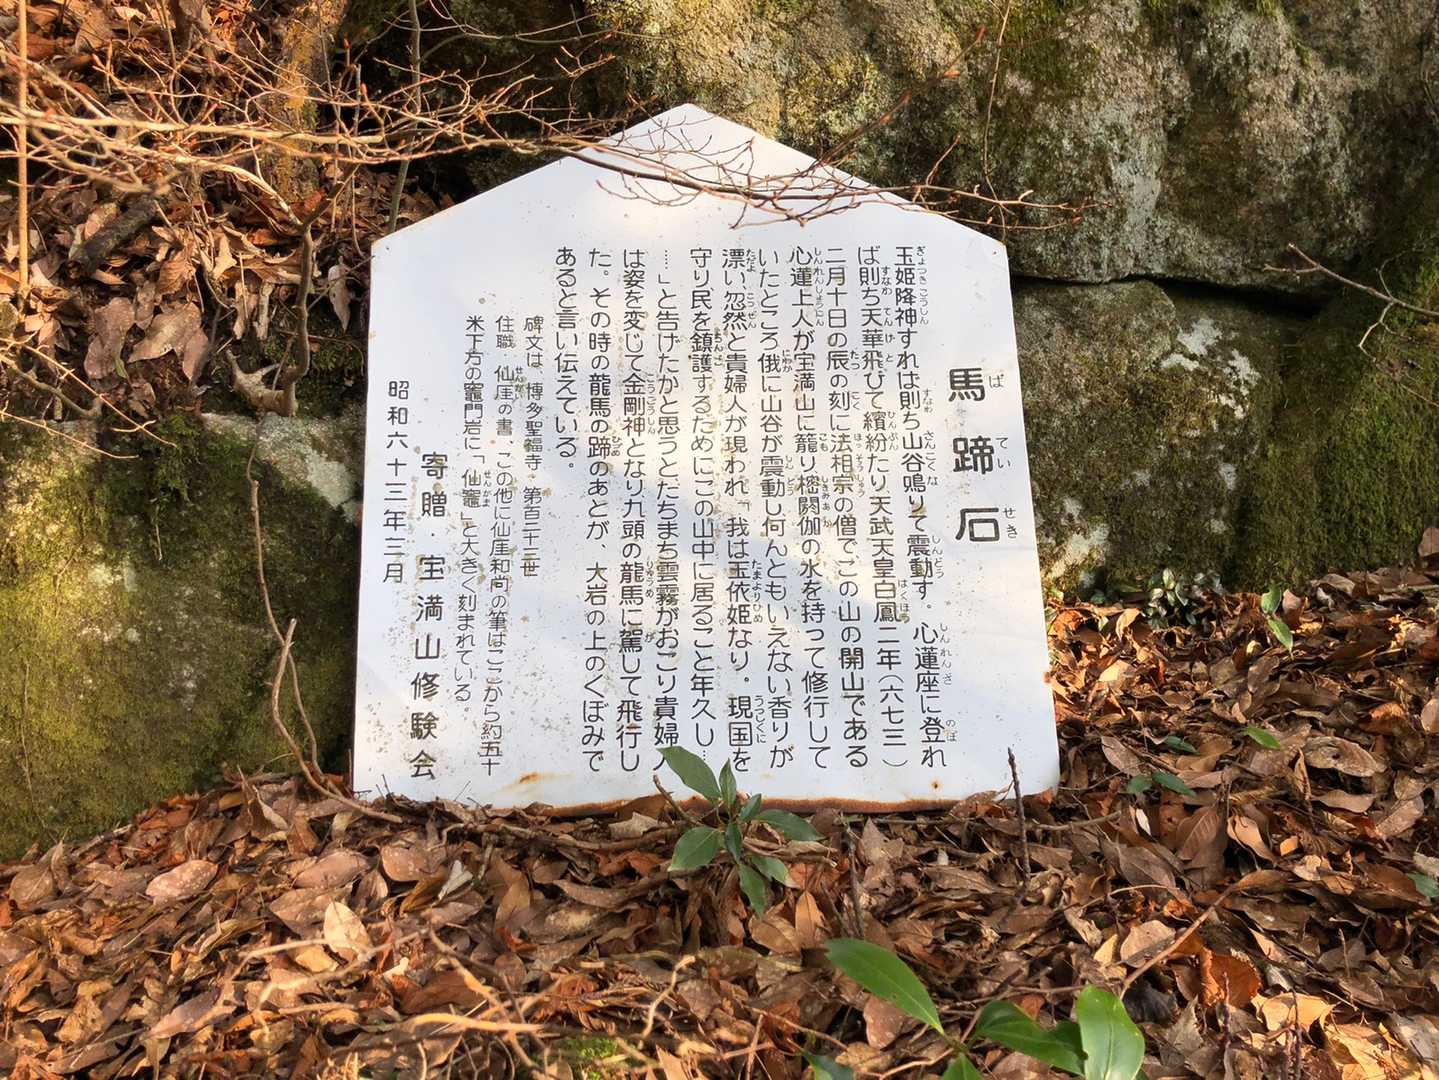 馬蹄石
玉姫降神すれは則ち山谷鳴りて震動す。心蓮座に登れ
ば則ち天華飛びて繽紛たり天武天皇白鳳二年(六七三)
二月十日の辰の刻に法相宗の僧でこの山の開山である
心蓮上人が宝満山に籠り樒閼伽の水を持って修行して
いたところ俄に山谷が震動し何んともいえない香りが
漂い、忽然と貴婦人が現われ「我は玉依姫なり。現国を
守り民を鎮護するためにこの山中に居ること年久し…
…」と告げたかと思うとたちまち雲霧がおこり貴婦人
は姿を変じて金剛神となり九頭の龍馬に駕して飛行し
た。その時の龍馬の蹄のあとが、大岩の上のくぼみで
あると言い伝えている。
碑文は、博多聖福寺 第百二十三世
住職・仙厓の書、この他に仙厓和尚の筆はここから約五十
米下方の竈門岩に「仙竈」と大きく刻まれている。
寄贈・宝満山修験会
昭和六十三年三月